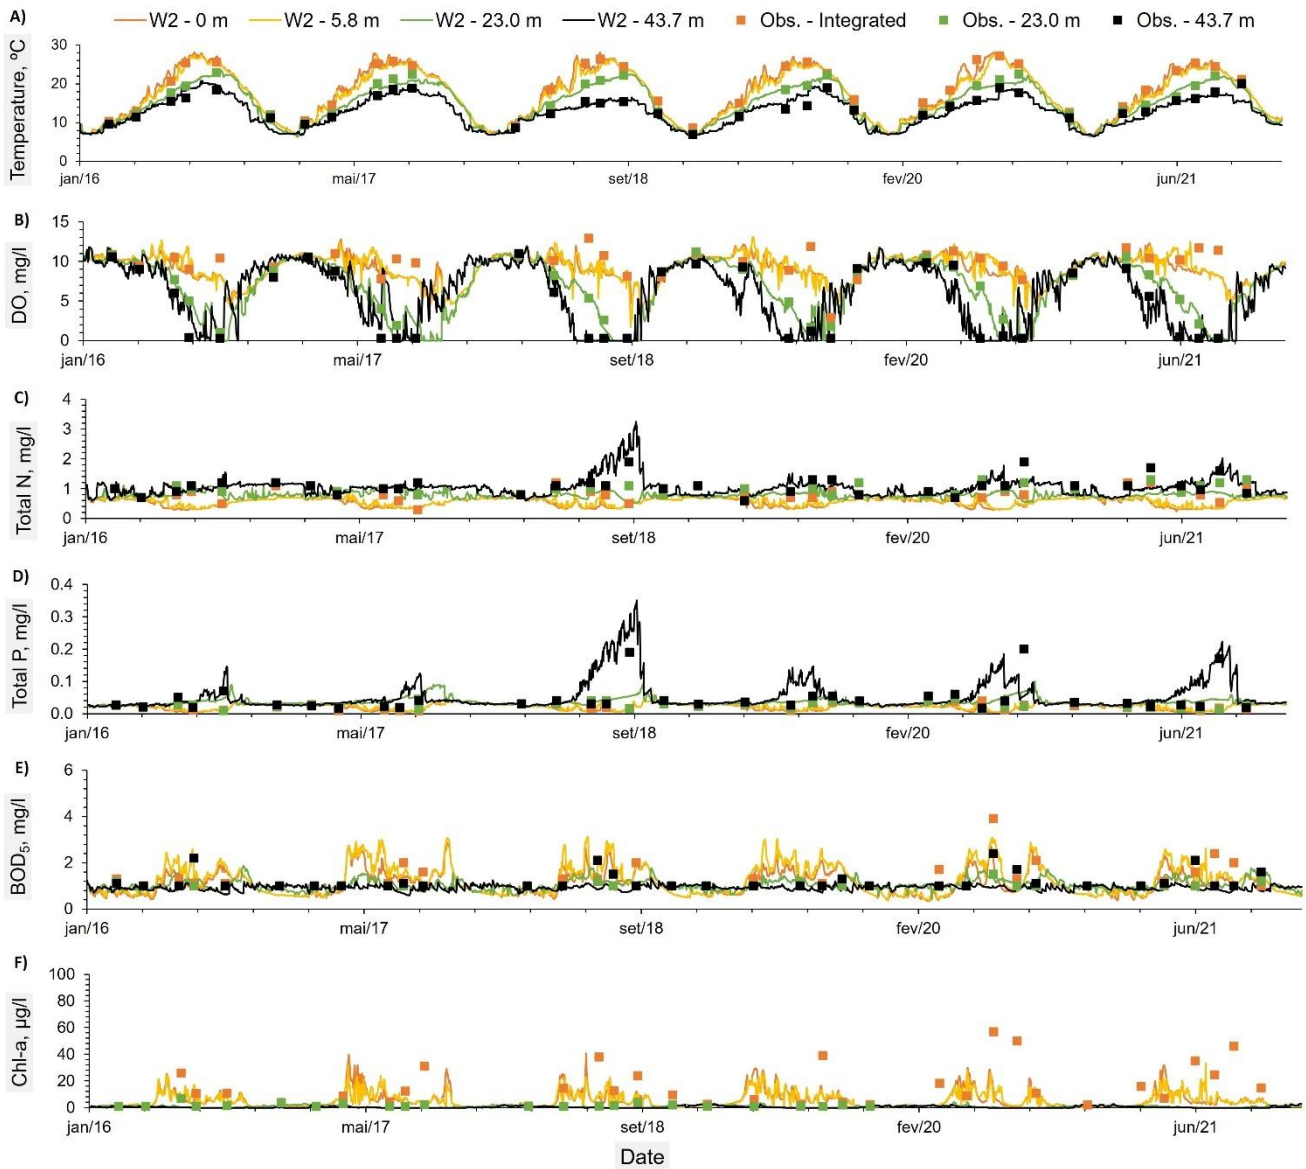 A) W2 - 0 m W2 - 5.8 m W2 - 23.0 m W2 - 43.7 m Obs. - Integrated Obs. - 23.0 m Obs. - 43.7 m
Temperature, ºC
30
20
10
0
jan/16 mai/17 set/18 fev/20 jun/21
B)
DO, mg/l
15
10
5
0
jan/16 mai/17 set/18 fev/20 jun/21
C)
Total N, mg/l
4
3
2
1
0
jan/16 mai/17 set/18 fev/20 jun/21
D)
Total P, mg/l
0.4
0.3
0.2
0.1
0.0
jan/16 mai/17 set/18 fev/20 jun/21
E)
BOD5, mg/l
6
4
2
0
jan/16 mai/17 set/18 fev/20 jun/21
F)
Chl-a, µg/l
100
80
60
40
20
0
jan/16 mai/17 set/18 fev/20 jun/21
Date